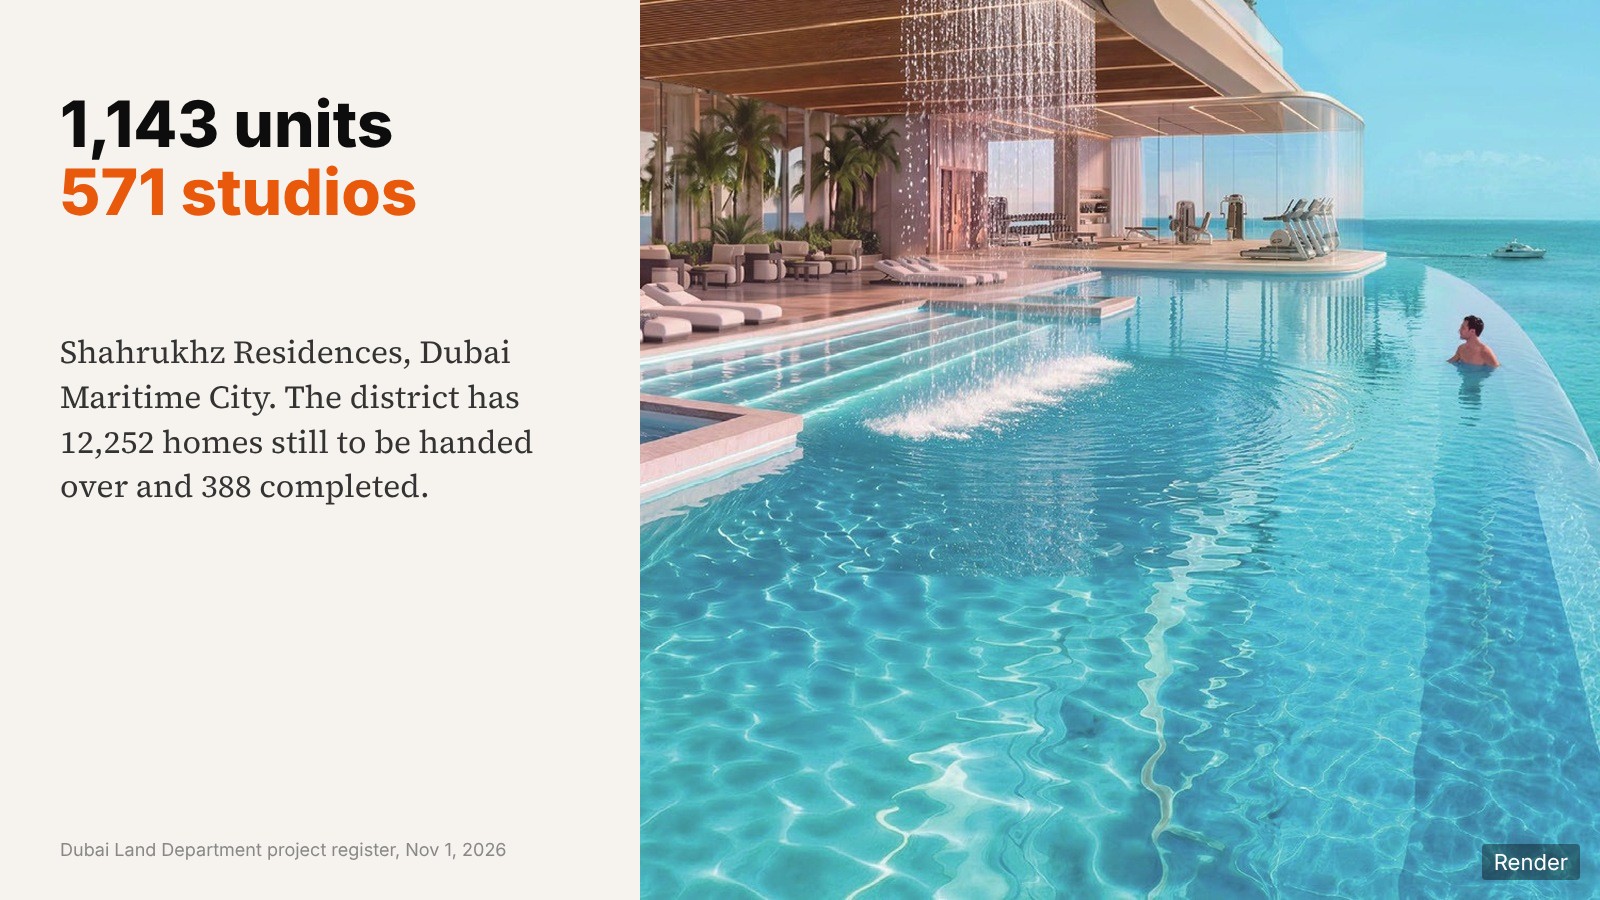 1,143 units
571 studios
Shahrukhz Residences, Dubai
Maritime City. The district has
12,252 homes still to be handed
over and 388 completed.
Dubai Land Department project register, Nov 1, 2026
Render